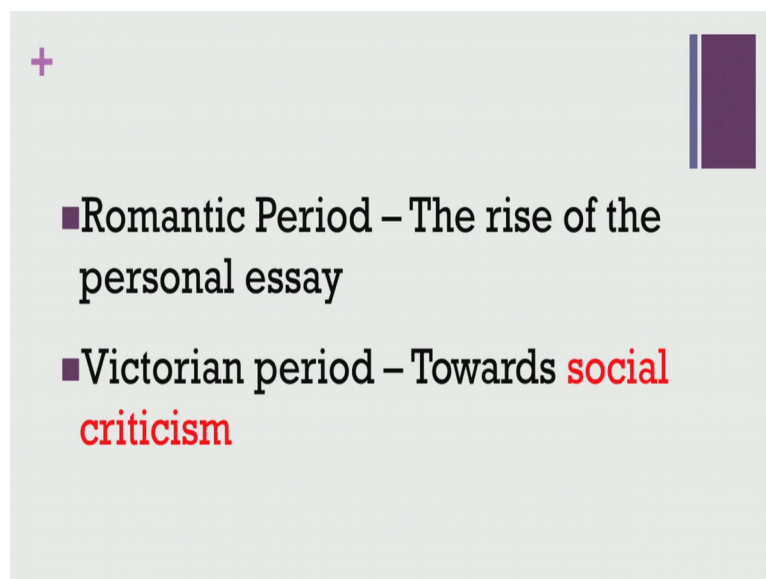 +
Romantic Period – The rise of the
personal essay
Victorian period – Towards social
criticism